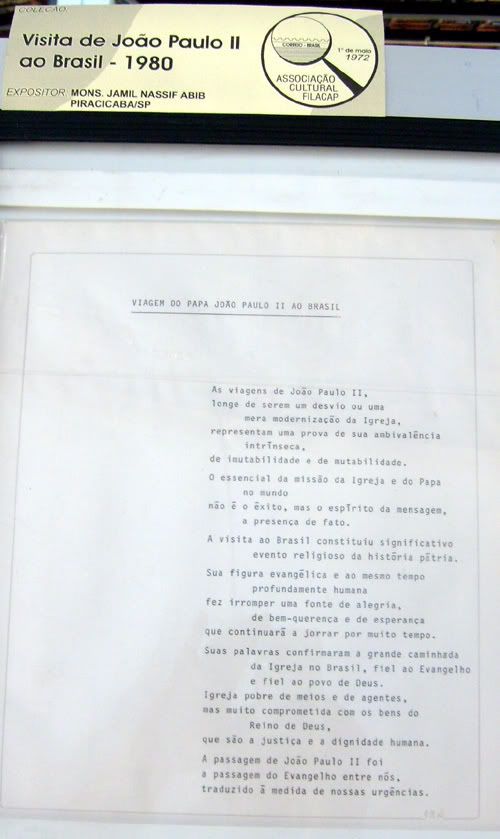 COLEÇÃO:
Visita de João Paulo II
ao Brasil - 1980
EXPOSITOR: MONS. JAMIL NASSIF ABIB
PIRACICABA/SP
CORREIO - BRASIL
1º de maio
1972
ASSOCIAÇÃO
CULTURAL
FILACAP
VIAGEM DO PAPA JOÃO PAULO II AO BRASIL
As viagens de João Paulo II,
longe de serem um desvio ou uma
mera modernização da Igreja,
representam uma prova de sua ambivalência
intrínseca,
de imutabilidade e de mutabilidade.
O essencial da missão da Igreja e do Papa
no mundo
não é o êxito, mas o espírito da mensagem,
a presença de fato.
A visita ao Brasil constituiu significativo
evento religioso da história pátria.
Sua figura evangélica e ao mesmo tempo
profundamente humana
fez irromper uma fonte de alegria,
de bem-querença e de esperança
que continuará a jorrar por muito tempo.
Suas palavras confirmaram a grande caminhada
da Igreja no Brasil, fiel ao Evangelho
e fiel ao povo de Deus.
Igreja pobre de meios e de agentes,
mas muito comprometida com os bens do
Reino de Deus,
que são a justiça e a dignidade humana.
A passagem de João Paulo II foi
a passagem do Evangelho entre nós,
traduzido à medida de nossas urgências.